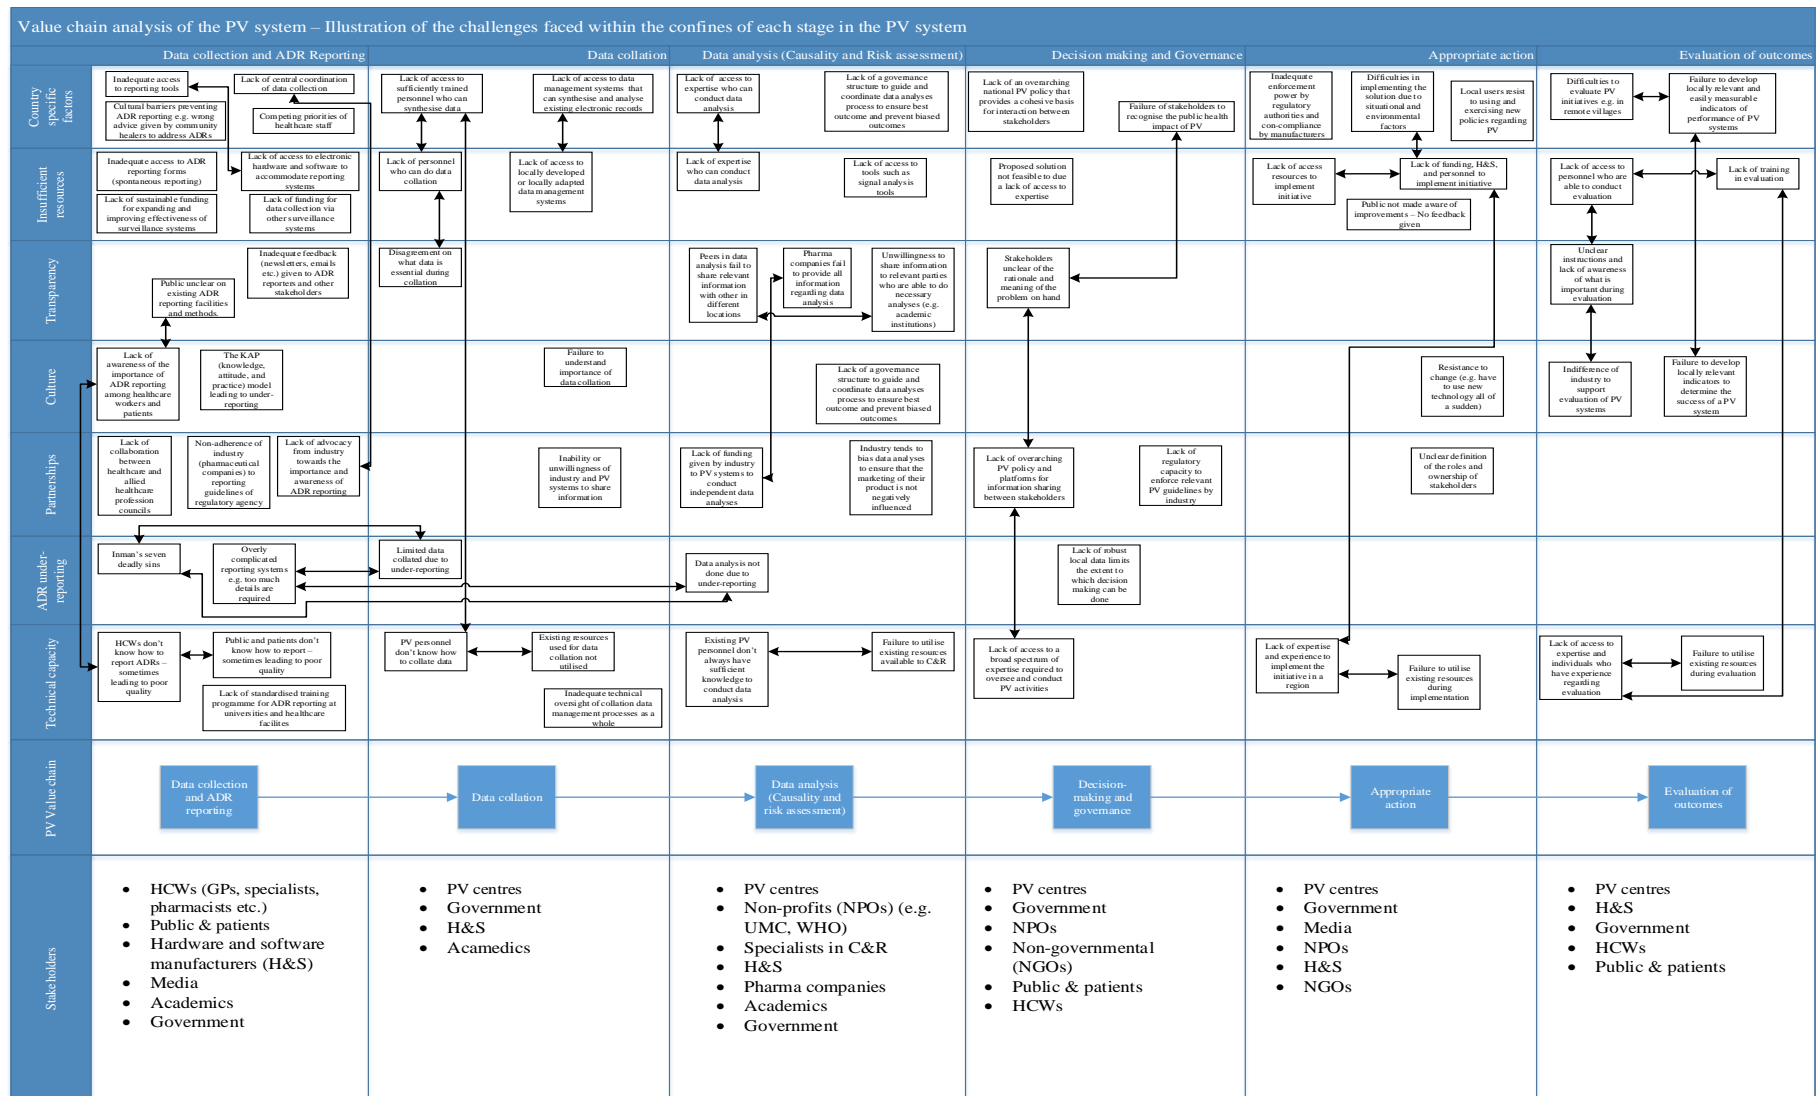 Value chain analysis of the PV system – Illustration of the challenges faced within the confines of each stage in the PV system
Data collection and ADR Reporting
Data collation
Data analysis (Causality and Risk assessment)
Decision making and Governance
Appropriate action
Evaluation of outcomes
Country
specific
factors
Inadequate access
to reporting tools
Lack of central coordination
of data collection
Cultural barriers preventing
ADR reporting e.g. wrong
advice given by community
healers to address ADRs
Competing priorities of
healthcare staff
Lack of access to
sufficiently trained
personnel who can
synthesise data
Lack of access to data
management systems that
can synthesise and analyse
existing electronic records
Lack of access to
expertise who can
conduct data
analysis
Lack of a governance
structure to guide and
coordinate data analyses
process to ensure best
outcome and prevent biased
outcomes
Lack of an overarching
national PV policy that
provides a cohesive basis
for interaction between
stakeholders
Failure of stakeholders to
recognise the public health
impact of PV
Inadequate
enforcement
power by
regulatory
authorities and
con-compliance
by manufacturers
Difficulties in
implementing the
solution due to
situational and
environmental
factors
Local users resist
to using and
exercising new
policies regarding
PV
Difficulties to
evaluate PV
initiatives e.g. in
remote villages
Failure to develop
locally relevant and
easily measurable
indicators of
performance of PV
systems
Insufficient
resources
Inadequate access to ADR
reporting forms
(spontaneous reporting)
Lack of access to electronic
hardware and software to
accommodate reporting
systems
Lack of sustainable funding
for expanding and
improving effectiveness of
surveillance systems
Lack of funding for
data collection via
other surveillance
systems
Lack of personnel
who can do data
collation
Lack of access to
locally developed
or locally adapted
data management
systems
Lack of expertise
who can conduct
data analysis
Lack of access to
tools such as
signal analysis
tools
Proposed solution
not feasible to due
a lack of access to
expertise
Lack of access
resources to
implement
initiative
Lack of funding, H&S,
and personnel to
implement initiative
Public not made aware of
improvements – No feedback
given
Lack of access to
personnel who are
able to conduct
evaluation
Lack of training
in evaluation
Transparency
Inadequate feedback
(newsletters, emails
etc.) given to ADR
reporters and other
stakeholders
Public unclear on
existing ADR
reporting facilities
and methods.
Disagreement on
what data is
essential during
collation
Peers in data
analysis fail to
share relevant
information
with other in
different
locations
Pharma
companies fail
to provide all
information
regarding data
analysis
Unwillingness to
share information
to relevant parties
who are able to do
necessary
analyses (e.g.
academic
institutions)
Stakeholders
unclear of the
rationale and
meaning of the
problem on hand
Unclear
instructions and
lack of awareness
of what is
important during
evaluation
Culture
Lack of
awareness of the
importance of
ADR reporting
among healthcare
workers and
patients
The KAP
(knowledge,
attitude, and
practice) model
leading to under-
reporting
Failure to
understand
importance of
data collation
Lack of a governance
structure to guide and
coordinate data analyses
process to ensure best
outcome and prevent biased
outcomes
Resistance to
change (e.g. have
to use new
technology all of
a sudden)
Indifference of
industry to
support
evaluation of PV
systems
Failure to develop
locally relevant
indicators to
determine the
success of a PV
system
Partnerships
Lack of
collaboration
between
healthcare and
allied
healthcare
profession
councils
Non-adherence of
industry
(pharmaceutical
companies) to
reporting
guidelines of
regulatory agency
Lack of advocacy
from industry
towards the
importance and
awareness of
ADR reporting
Inability or
unwillingness of
industry and PV
systems to share
information
Lack of funding
given by industry
to PV systems to
conduct
independent data
analyses
Industry tends to
bias data analyses
to ensure that the
marketing of their
product is not
negatively
influenced
Lack of overarching
PV policy and
platforms for
information sharing
between stakeholders
Lack of
regulatory
capacity to
enforce relevant
PV guidelines by
industry
Unclear definition
of the roles and
ownership of
stakeholders
ADR under-
reporting
Inman's seven
deadly sins
Overly
complicated
reporting systems
e.g. too much
details are
required
Limited data
collated due to
under-reporting
Data analysis not
done due to
under-reporting
Lack of robust
local data limits
the extent to
which decision
making can be
done
Technical capacity
HCWs don't
know how to
report ADRs –
sometimes
leading to poor
quality
Public and patients don't
know how to report –
sometimes leading to poor
quality
Lack of standardised training
programme for ADR reporting at
universities and healthcare
facilites
PV personnel
don't know how
to collate data
Existing resources
used for data
collation not
utilised
Inadequate technical
oversight of collation data
management processes as a
whole
Existing PV
personnel don't
always have
sufficient
knowledge to
conduct data
analysis
Failure to utilise
existing resources
available to C&R
Lack of access to a
broad spectrum of
expertise required to
oversee and conduct
PV activities
Lack of expertise
and experience to
implement the
initiative in a
region
Failure to utilise
existing resources
during
implementation
Lack of access to
expertise and
individuals who
have experience
regarding
evaluation
Failure to utilise
existing resources
during evaluation
PV Value chain
Data collection
and ADR
reporting
Data collation
Data analysis
(Causality and
risk assessment)
Decision-
making and
governance
Appropriate
action
Evaluation of
outcomes
Stakeholders
• HCWs (GPs, specialists,
pharmacists etc.)
• Public & patients
• Hardware and software
manufacturers (H&S)
• Media
• Academics
• Government
• PV centres
• Government
• H&S
• Acamedics
• PV centres
• Non-profits (NPOs) (e.g.
UMC, WHO)
• Specialists in C&R
• H&S
• Pharma companies
• Academics
• Government
• PV centres
• Government
• NPOs
• Non-governmental
(NGOs)
• Public & patients
• HCWs
• PV centres
• Government
• Media
• NPOs
• H&S
• NGOs
• PV centres
• H&S
• Government
• HCWs
• Public & patients